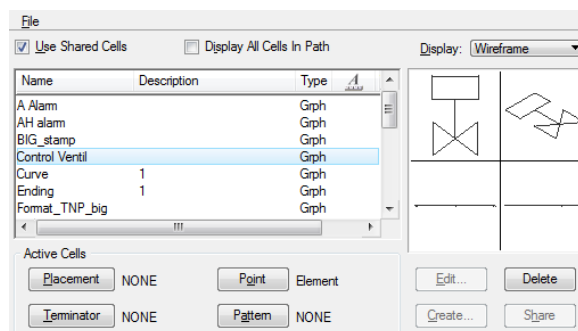 File
Use Shared Cells Display All Cells In Path Display: Wireframe
Name Description Type
A Alarm Grph
AH alarm Grph
BIG_stamp Grph
Control Ventil Grph
Curve 1 Grph
Ending 1 Grph
Format_TNP_big Grph
Active Cells
Placement NONE Point Element Edit... Delete
Terminator NONE Pattern NONE Create... Share